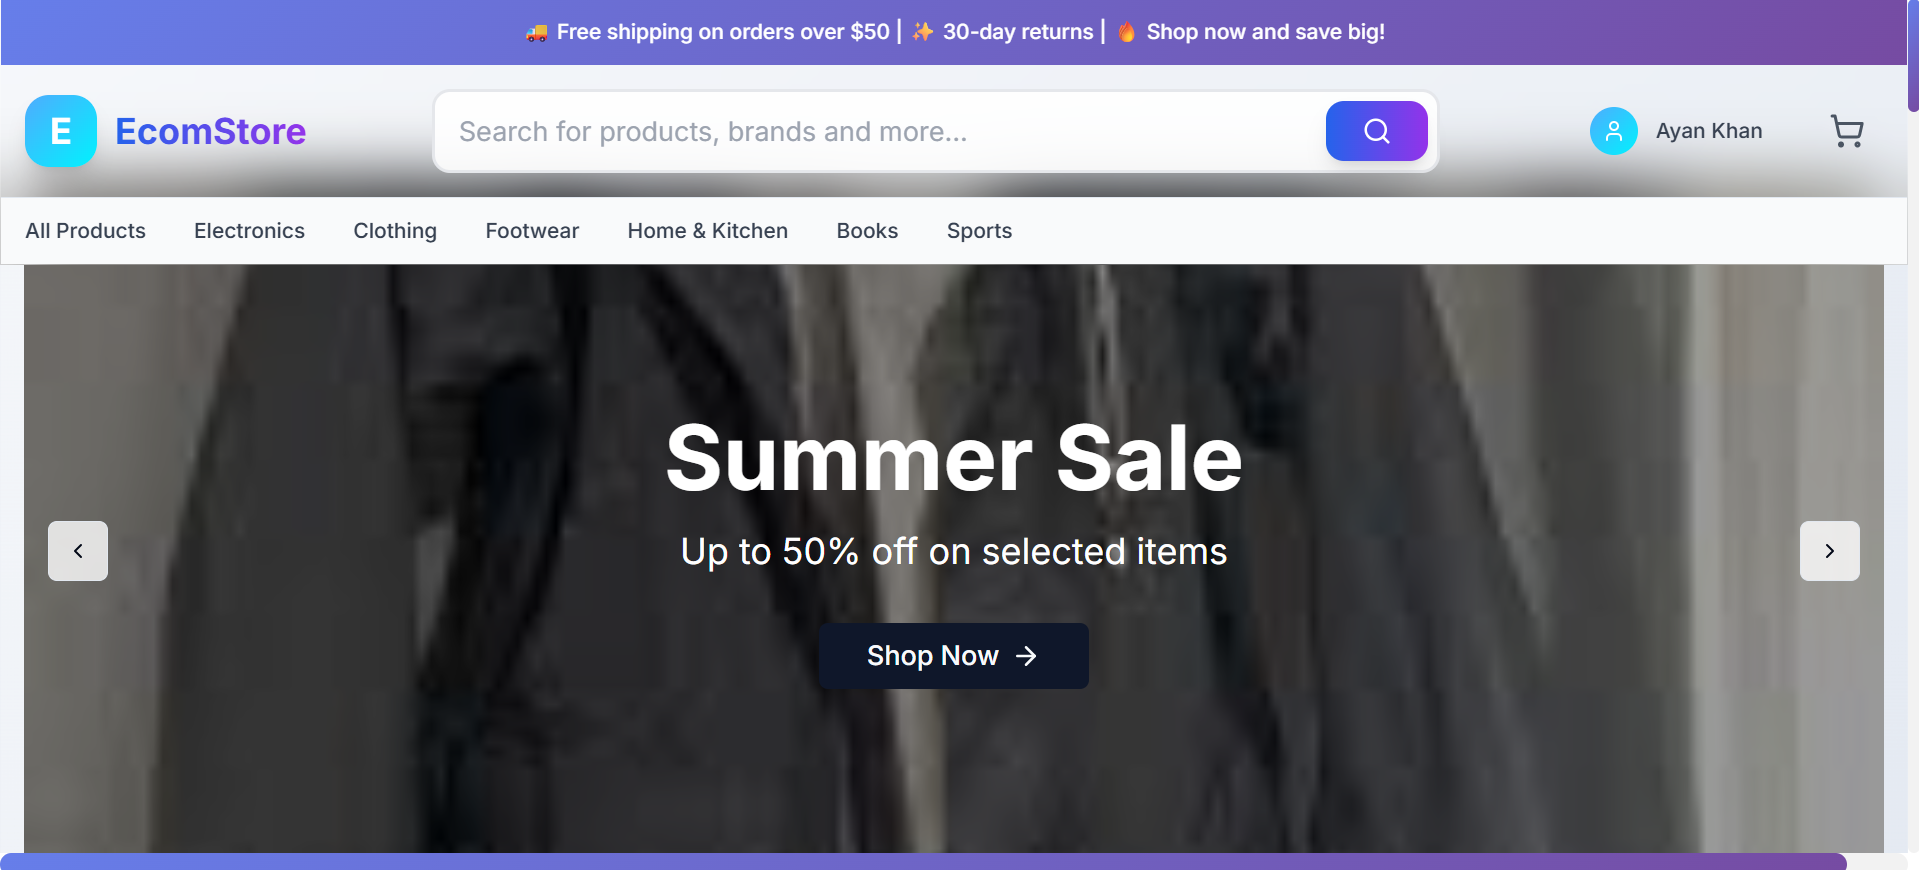 🚚 Free shipping on orders over $50 | ✨ 30-day returns | 🔥 Shop now and save big!
E EcomStore
Search for products, brands and more...
Ayan Khan
All Products Electronics Clothing Footwear Home & Kitchen Books Sports
Summer Sale
Up to 50% off on selected items
Shop Now →